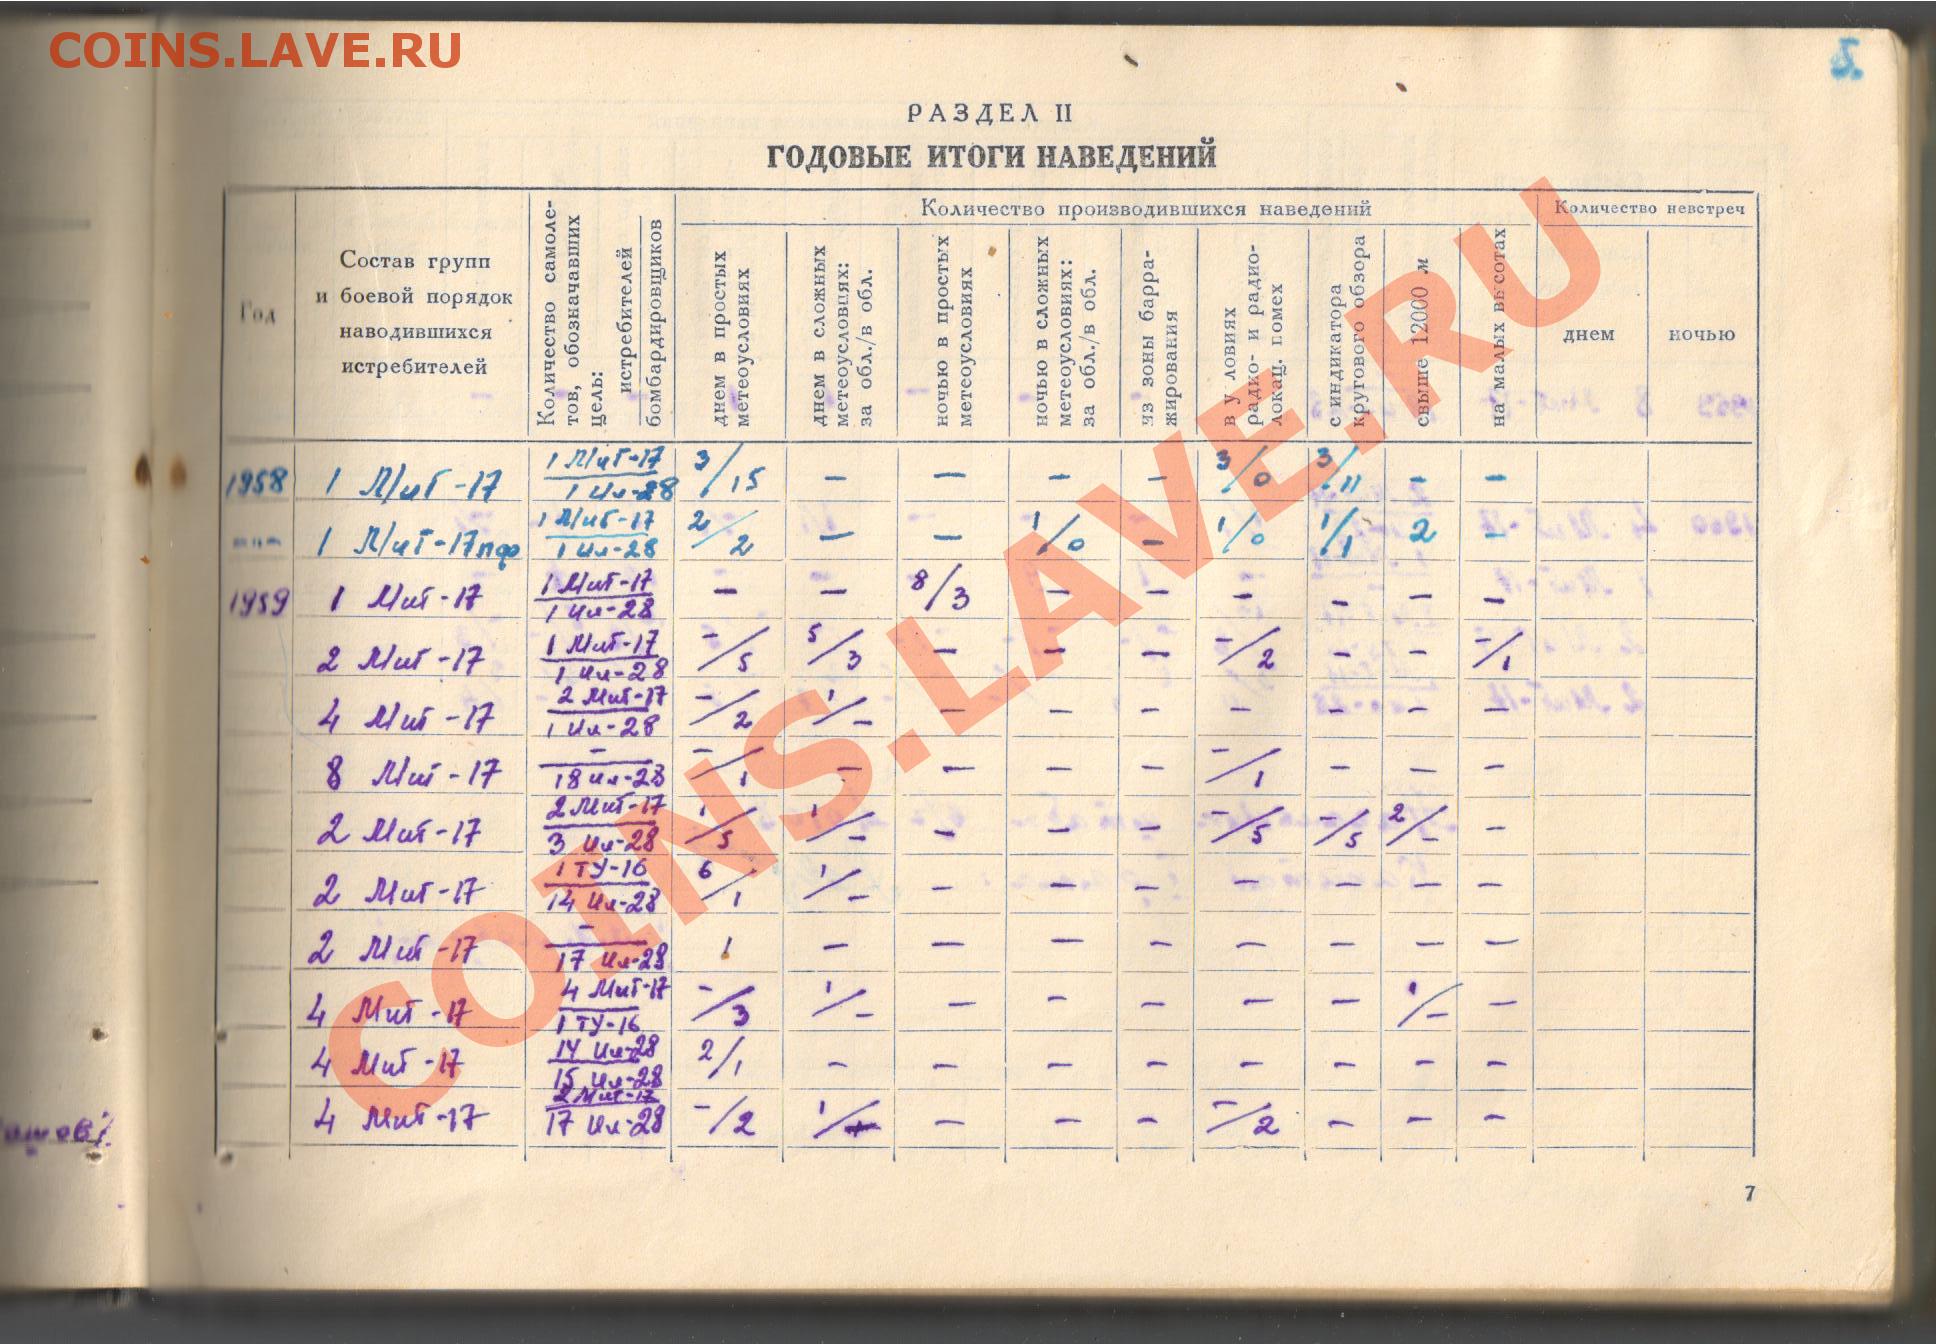 COINS.LAVE.RU
РАЗДЕЛ II
ГОДОВЫЕ ИТОГИ НАВЕДЕНИЙ
Год
Состав групп
и боевой порядок
наводившихся
истребителей
Количество самоле-
тов, обозначавших
цель:
истребителей
бомбардировщиков
Количество производившихся наведений
днем в простых
метеоусловиях
днем в сложных
метеоусловиях:
за обл./в обл.
ночью в простых
метеоусловиях
ночью в сложных
метеоусловиях:
за обл./в обл.
из зоны барра-
жирования
в у ловиях
радио- и радио-
локац. помех
с индикатора
кругового обзора
свыше 12000 м
на малых высотах
Количество невстреч
днем
ночью
1958 1 МиГ-17 1 МиГ-17 / 1 Ил-28 3/15 - - - - 3/0 3/11 - -
-"- 1 МиГ-17пф 1 МиГ-17 / 1 Ил-28 2/2 - - 1/0 - 1/0 1/1 2 -
1959 1 МиГ-17 1 МиГ-17 / 1 Ил-28 - - 8/3 - - - - - -
2 МиГ-17 1 МиГ-17 / 1 Ил-28 -/5 5/3 - - - -/2 - - -/1
4 МиГ-17 2 МиГ-17 / 1 Ил-28 -/2 1/- - - - - - - -
8 МиГ-17 - / 18 Ил-28 -/1 - - - - -/1 - - -
2 МиГ-17 2 МиГ-17 / 3 Ил-28 1/5 1/- - - - -/5 -/5 2/- -
2 МиГ-17 1 ТУ-16 / 14 Ил-28 6/1 1/- - - - - - - -
2 МиГ-17 - / 17 Ил-28 1 - - - - - - - -
4 МиГ-17 4 МиГ-17 / 1 ТУ-16 -/3 1/- - - - - - 1/- -
4 МиГ-17 14 Ил-28 / 15 Ил-28 2/1 - - - - - - - -
4 МиГ-17 2 МиГ-17 / 17 Ил-28 -/2 1/- - - - -/2 - - -
7
COINS.LAVE.RU